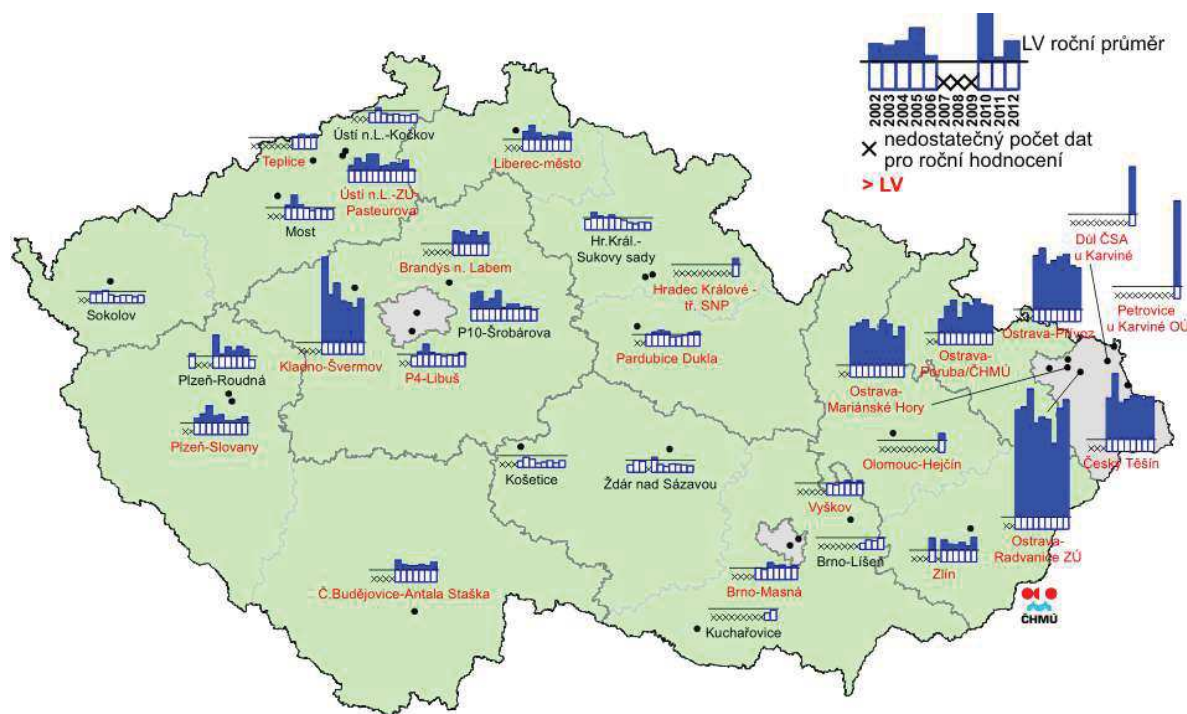 LV roční průměr
2002
2003
2004
2005
2006
2007
2008
2009
2010
2011
2012
nedostatečný počet dat
pro roční hodnocení
> LV
Ústí n.L.-Kočkov
Teplice
Liberec-město
Ústí n.L.-ZÚ-
Pasteurova
Most
Hr.Král.-
Sukovy sady
Důl ČSA
u Karviné
Brandýs n. Labem
Hradec Králové -
tř. SNP
Sokolov
Petrovice
u Karviné OÚ
P10-Šrobárova
Ostrava-Přívoz
Plzeň-Roudná
Kladno-Švermov
P4-Libuš
Pardubice Dukla
Ostrava-
Poruba/ČHMÚ
Ostrava-
Mariánské Hory
Plzeň-Slovany
Olomouc-Hejčín
Český Těšín
Košetice
Ždár nad Sázavou
Vyškov
Ostrava-
Radvanice ZÚ
Brno-Líšeň
Zlín
Č.Budějovice-Antala Staška
Brno-Masná
Kuchařovice
ČHMÚ